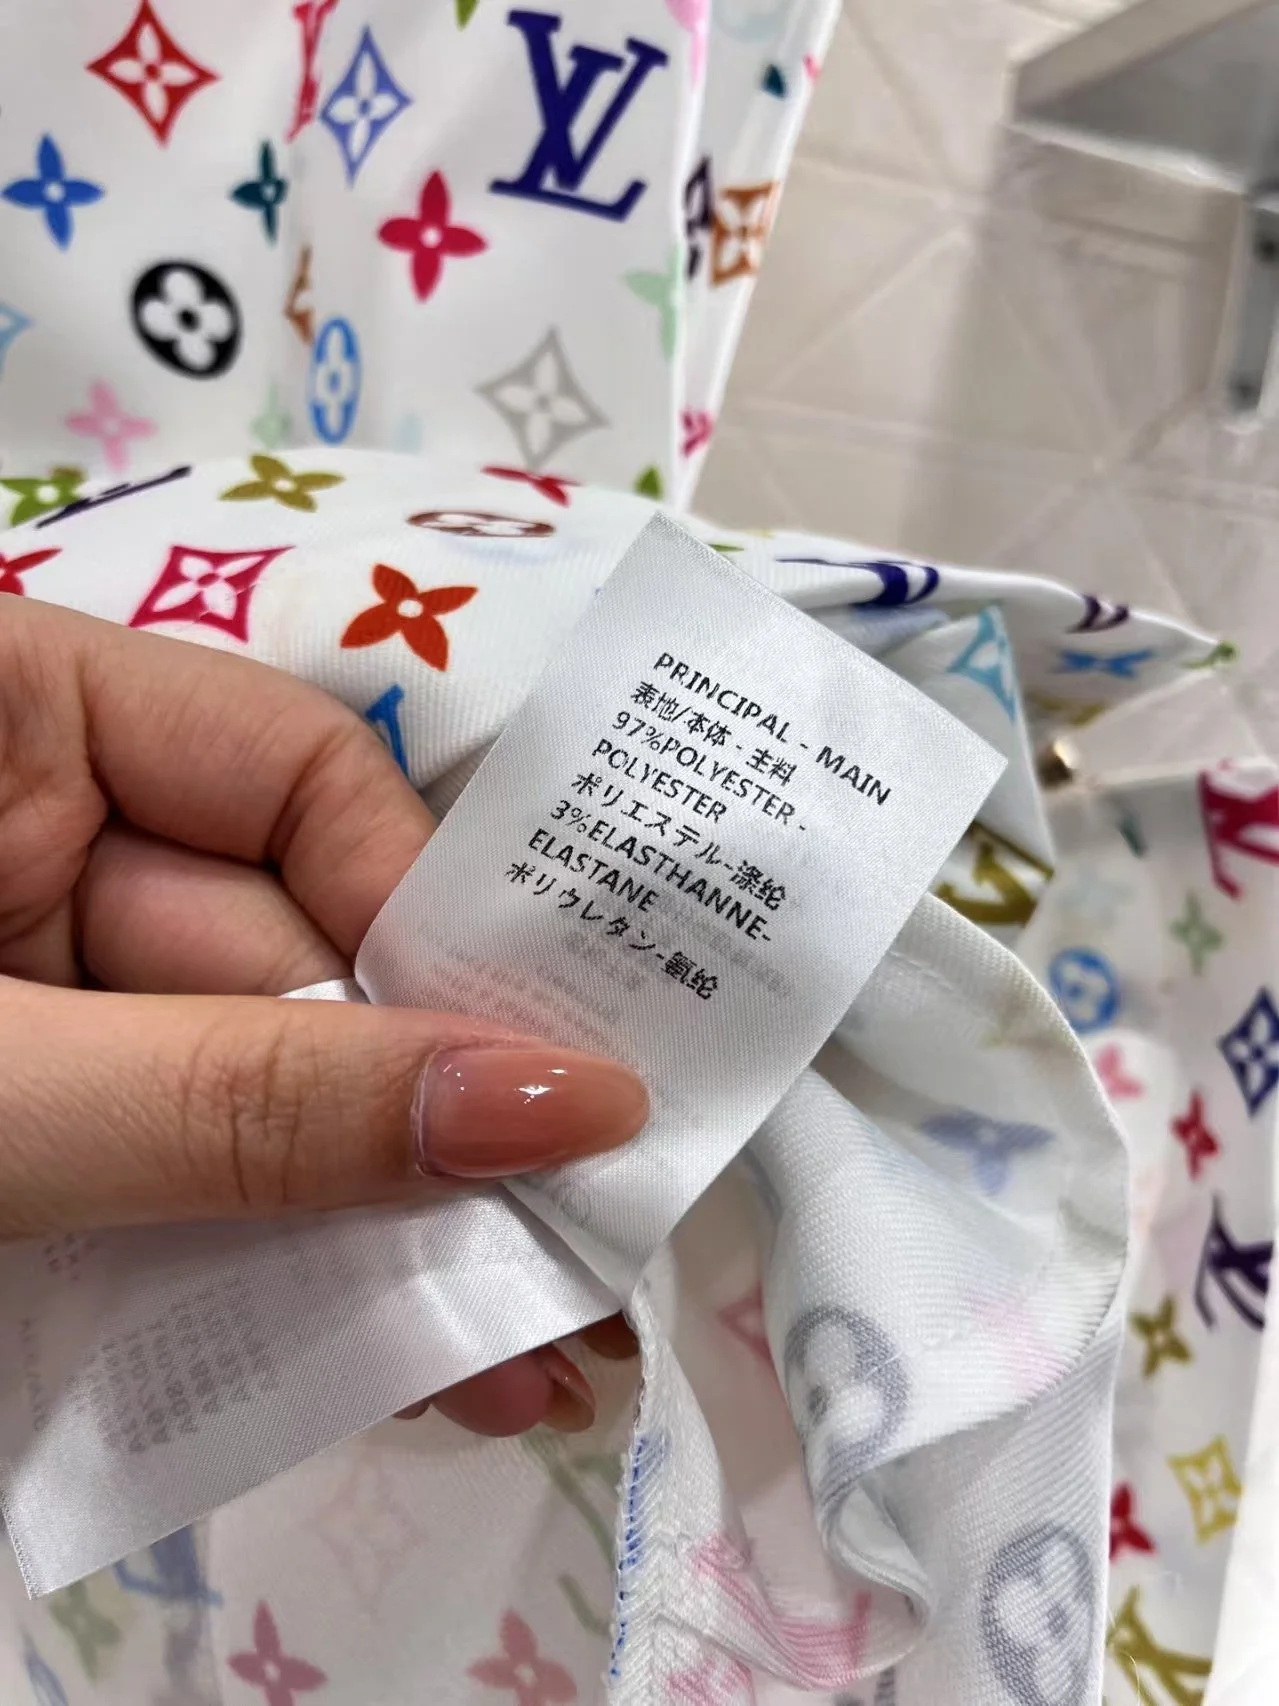 PRINCIPAL - MAIN
表地/本体 - 主料
97%POLYESTER -
POLYESTER
ポリエステル-涤纶
3%ELASTHANNE-
ELASTANE
ポリウレタン-氨纶